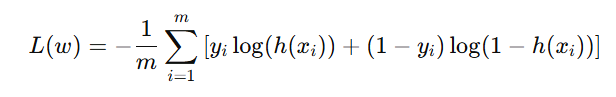 L(w) = -\frac{1}{m} \sum_{i=1}^{m} [y_i \log(h(x_i)) + (1 - y_i) \log(1 - h(x_i))]